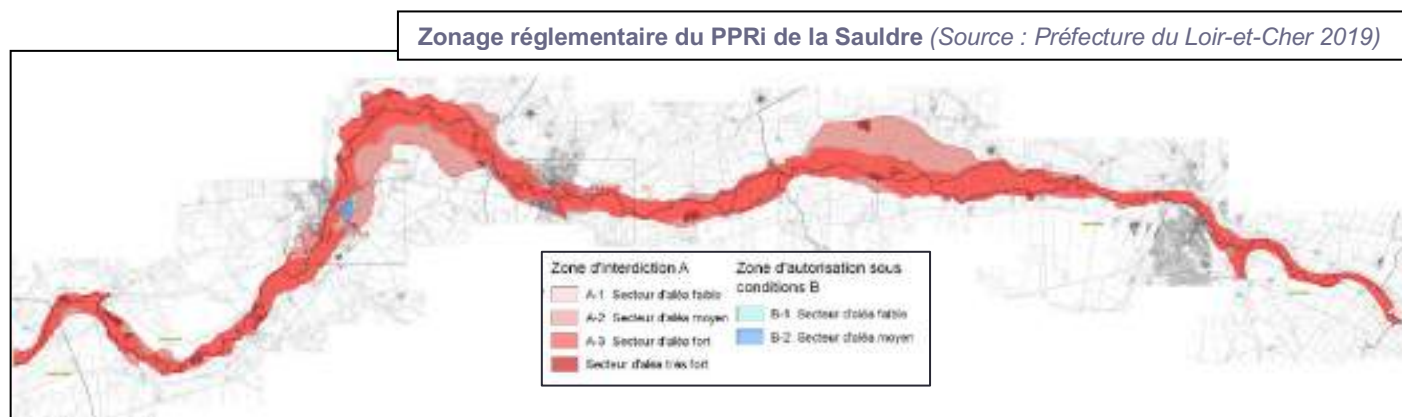 Zonage réglementaire du PPRi de la Sauldre (Source : Préfecture du Loir-et-Cher 2019)
Zone d'interdiction A
A-1 Secteur d'aléa faible
A-2 Secteur d'aléa moyen
A-3 Secteur d'aléa fort
Secteur d'aléa très fort
Zone d'autorisation sous
conditions B
B-1 Secteur d'aléa faible
B-2 Secteur d'aléa moyen